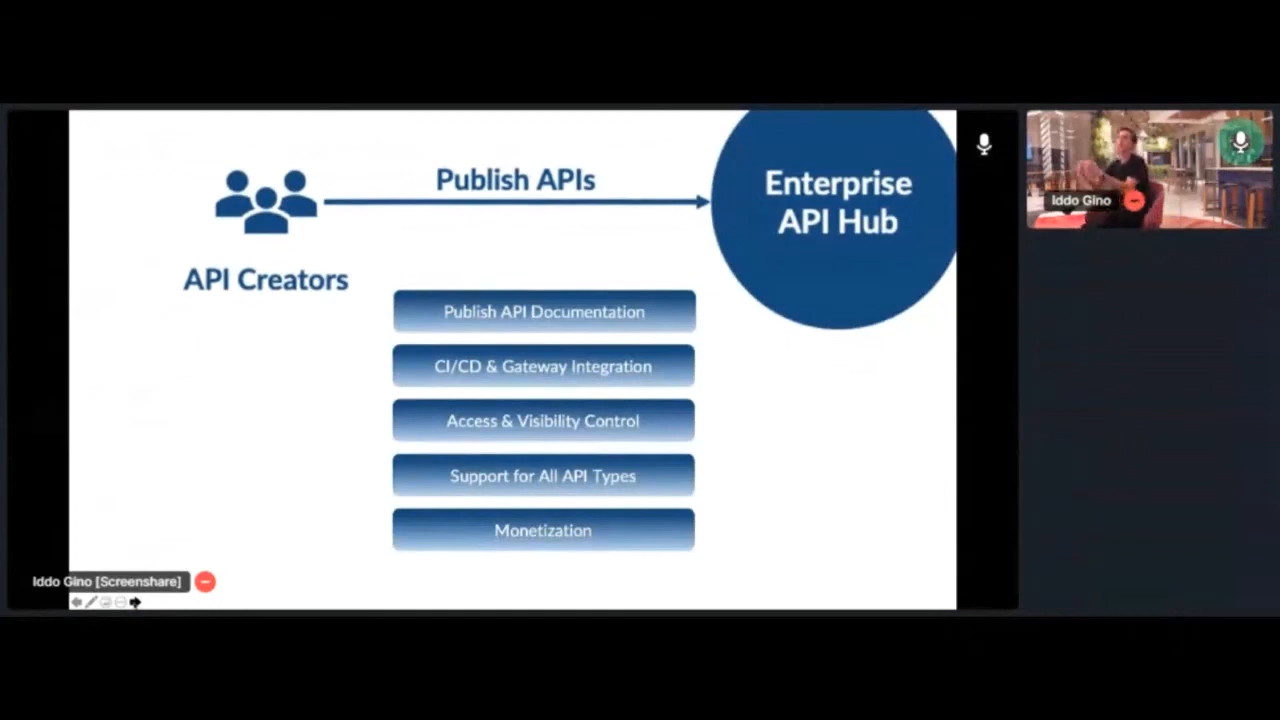 Publish APIs
Enterprise
API Hub
API Creators
Publish API Documentation
CI/CD & Gateway Integration
Access & Visibility Control
Support for All API Types
Monetization
Iddo Gino [Screenshare]
Iddo Gino